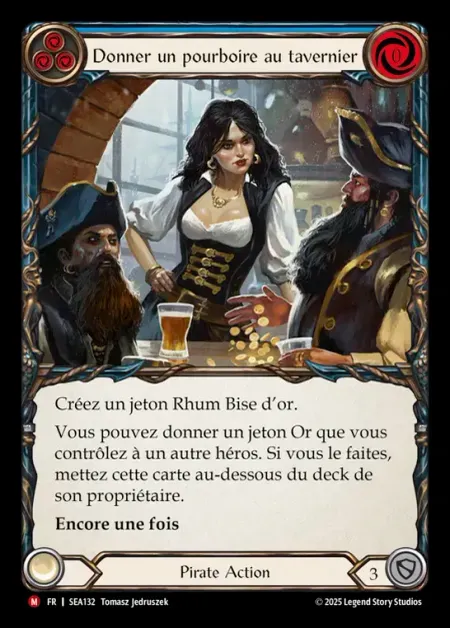 Donner un pourboire au tavernier
0
Créez un jeton Rhum Bise d'or.
Vous pouvez donner un jeton Or que vous
contrôlez à un autre héros. Si vous le faites,
mettez cette carte au-dessous du deck de
son propriétaire.
Encore une fois
Pirate Action
3
M FR | SEA132 Tomasz Jedruszek
© 2025 Legend Story Studios